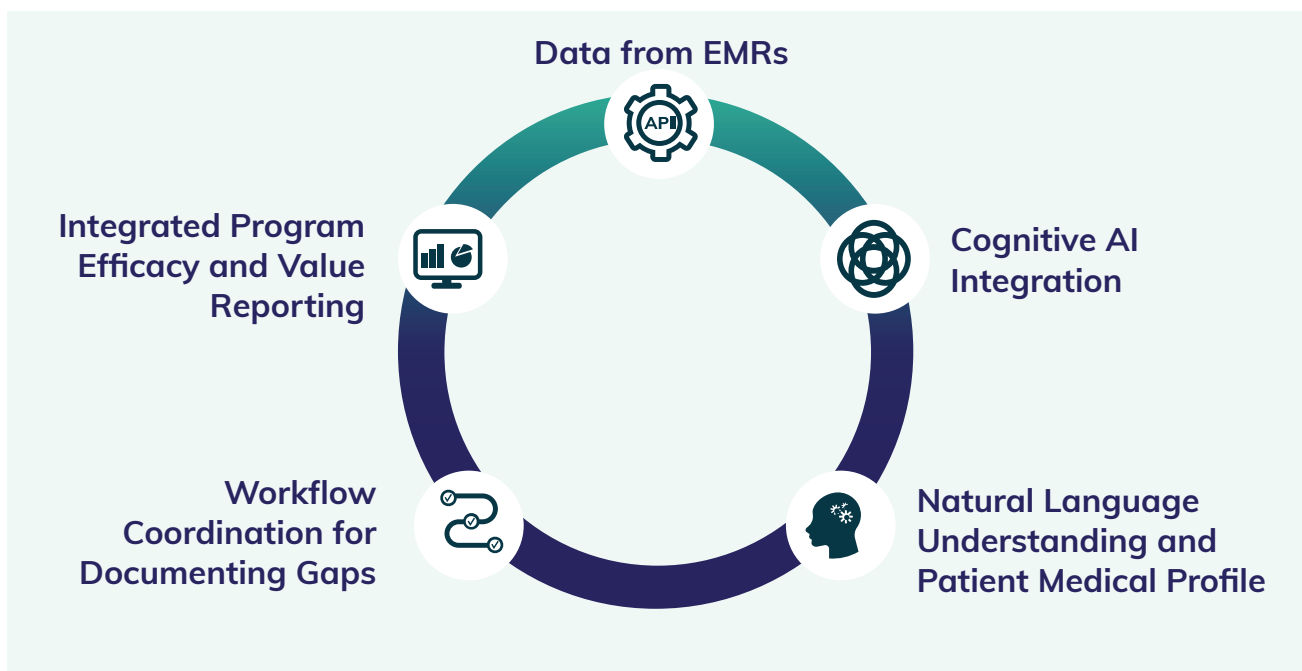 Data from EMRs
API
Cognitive AI
Integration
Natural Language
Understanding and
Patient Medical Profile
Workflow
Coordination for
Documenting Gaps
Integrated Program
Efficacy and Value
Reporting